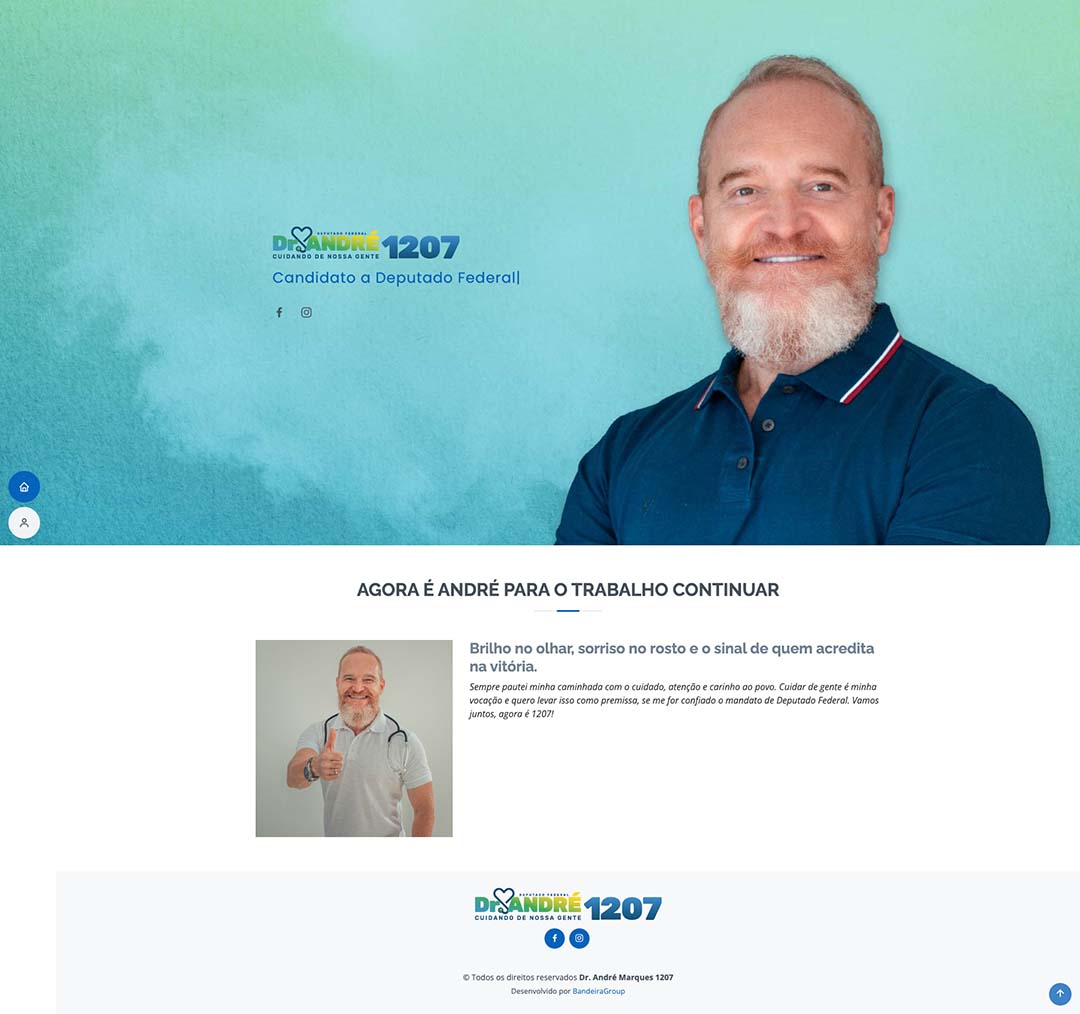 DEPUTADO FEDERAL
Dr. ANDRÉ 1207
CUIDANDO DE NOSSA GENTE
Candidato a Deputado Federal|
AGORA É ANDRÉ PARA O TRABALHO CONTINUAR
Brilho no olhar, sorriso no rosto e o sinal de quem acredita
na vitória.
Sempre pautei minha caminhada com o cuidado, atenção e carinho ao povo. Cuidar de gente é minha
vocação e quero levar isso como premissa, se me for confiado o mandato de Deputado Federal. Vamos
juntos, agora é 1207!
DEPUTADO FEDERAL
Dr. ANDRÉ 1207
CUIDANDO DE NOSSA GENTE
© Todos os direitos reservados Dr. André Marques 1207
Desenvolvido por BandeiraGroup